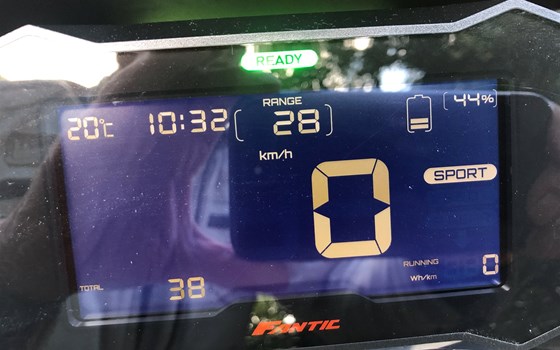 READY
20°C 10:32 RANGE 28 44%
km/h
0
SPORT
RUNNING
Wh/km 0
TOTAL 38
FANTIC